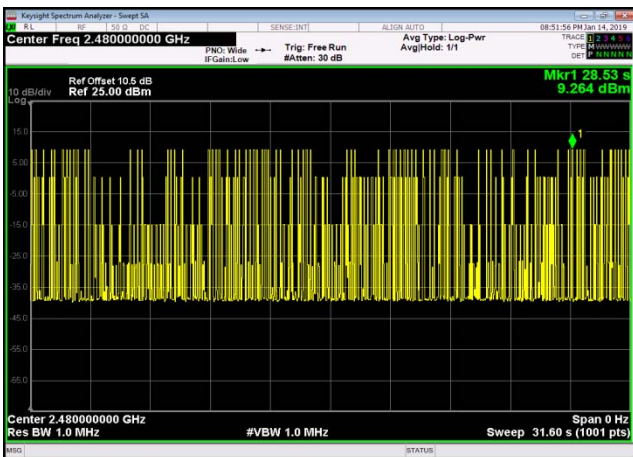 Keysight Spectrum Analyzer - Swept SA
RL RF 50 Ω DC SENSE:INT ALIGN AUTO 08:51:56 PM Jan 14, 2019
Center Freq 2.480000000 GHz
PNO: Wide
IFGain:Low
Trig: Free Run
#Atten: 30 dB
Avg Type: Log-Pwr
Avg|Hold: 1/1
TRACE 1 2 3 4 5 6
TYPE M WWWWW
DET P NNNNN
Mkr1 28.53 s
9.264 dBm
Ref Offset 10.5 dB
10 dB/div Ref 25.00 dBm
Log
1
15.0
5.00
-5.00
-15.0
-25.0
-35.0
-45.0
-55.0
-65.0
Center 2.480000000 GHz Span 0 Hz
Res BW 1.0 MHz #VBW 1.0 MHz Sweep 31.60 s (1001 pts)
MSG STATUS